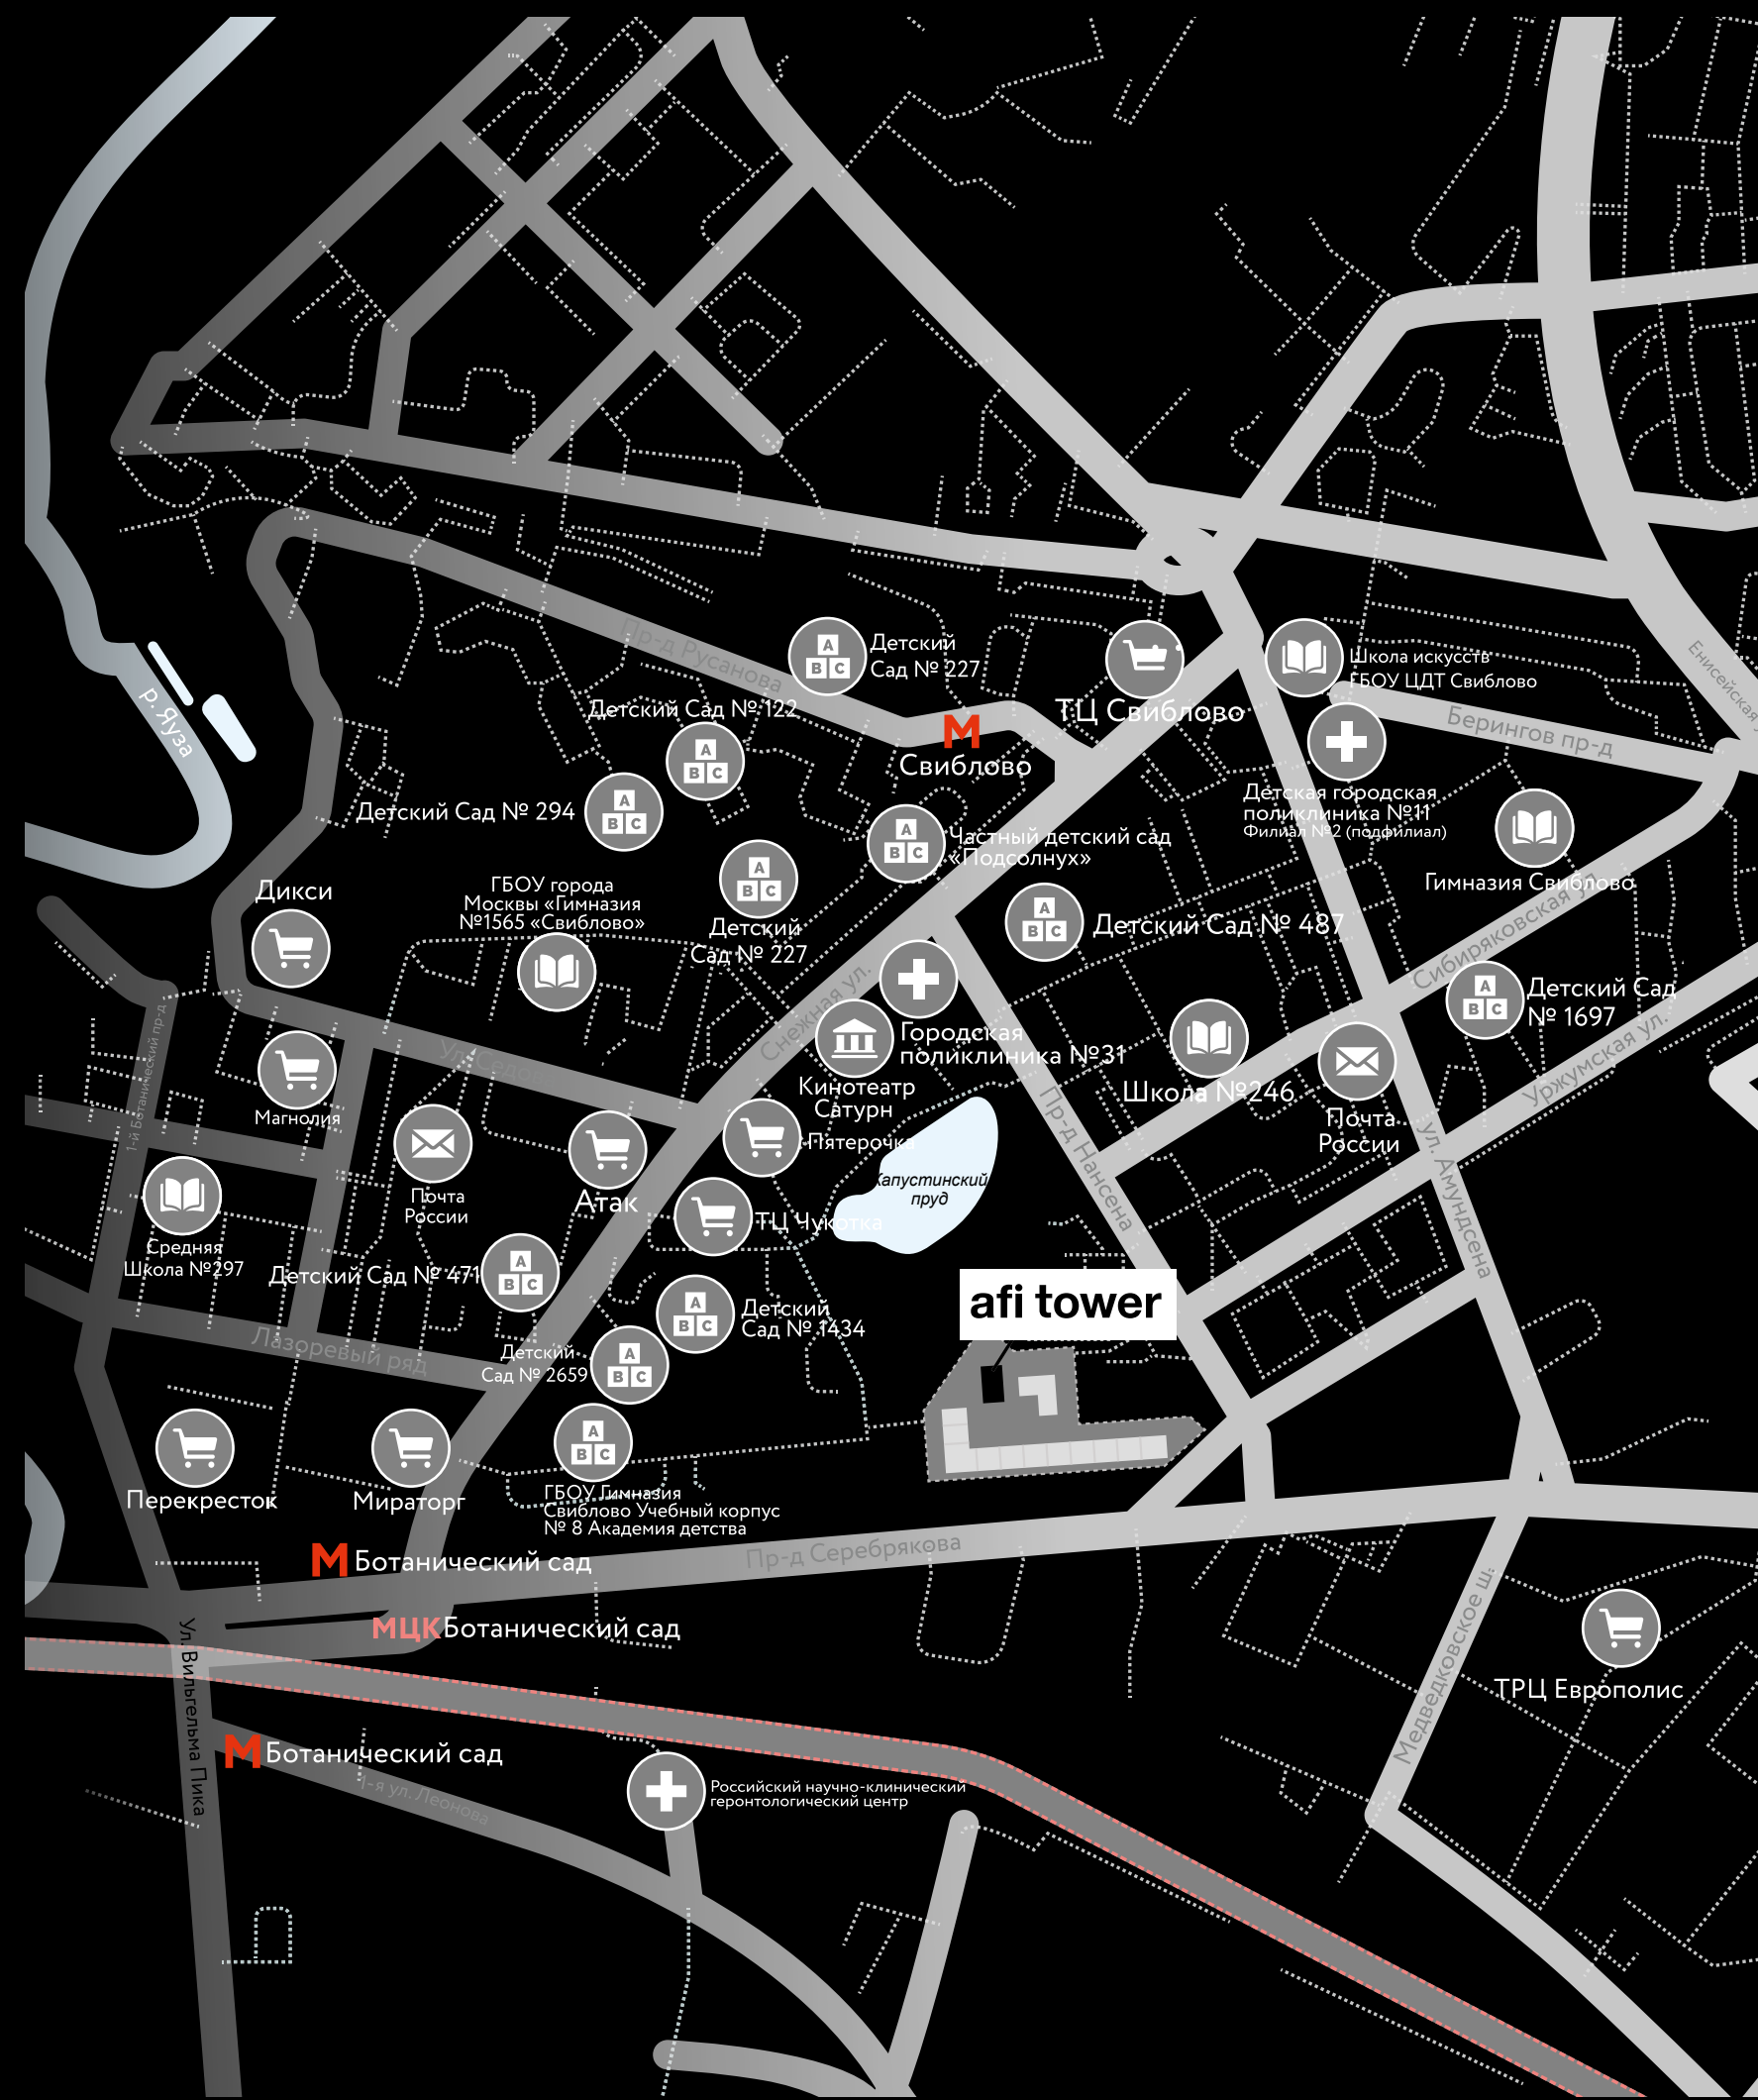 Пр-д Русанова
Детский
Сад № 227
Школа искусств
ГБОУ ЦДТ Свиблово
Енисейская
р. Яуза
Детский Сад № 122
ТЦ Свиблово
Берингов пр-д
М
Свиблово
Детский Сад № 294
Детская городская
поликлиника №11
Филиал №2 (подфилиал)
Частный детский сад
«Подсолнух»
Гимназия Свиблово
Дикси
ГБОУ города
Москвы «Гимназия
№1565 «Свиблово»
Детский
Сад № 227
Детский Сад № 487
Сибиряковская ул.
Детский Сад
№ 1697
Снежная ул.
Городская
поликлиника №31
1-й Ботанический пр-д
Ул. Седова
Кинотеатр
Сатурн
Школа №246
Уржумская ул.
Магнолия
Почта
России
Пятерочка
Пр-д Нансена
ул. Амундсена
Капустинский
пруд
Почта
России
Атак
ТЦ Чукотка
Средняя
Школа №297
Детский Сад № 471
afi tower
Детский
Сад № 1434
Лазоревый ряд
Детский
Сад № 2659
Перекресток
Мираторг
ГБОУ Гимназия
Свиблово Учебный корпус
№ 8 Академия детства
М Ботанический сад
Пр-д Серебрякова
МЦК Ботанический сад
Медведковское ш.
Ул. Вильгельма Пика
ТРЦ Европолис
М Ботанический сад
1-я ул. Леонова
Российский научно-клинический
геронтологический центр
A
B C
A
B C
A
B C
A
B C
A
B C
A
B C
A
B C
A
B C
A
B C
A
B C
A
B C